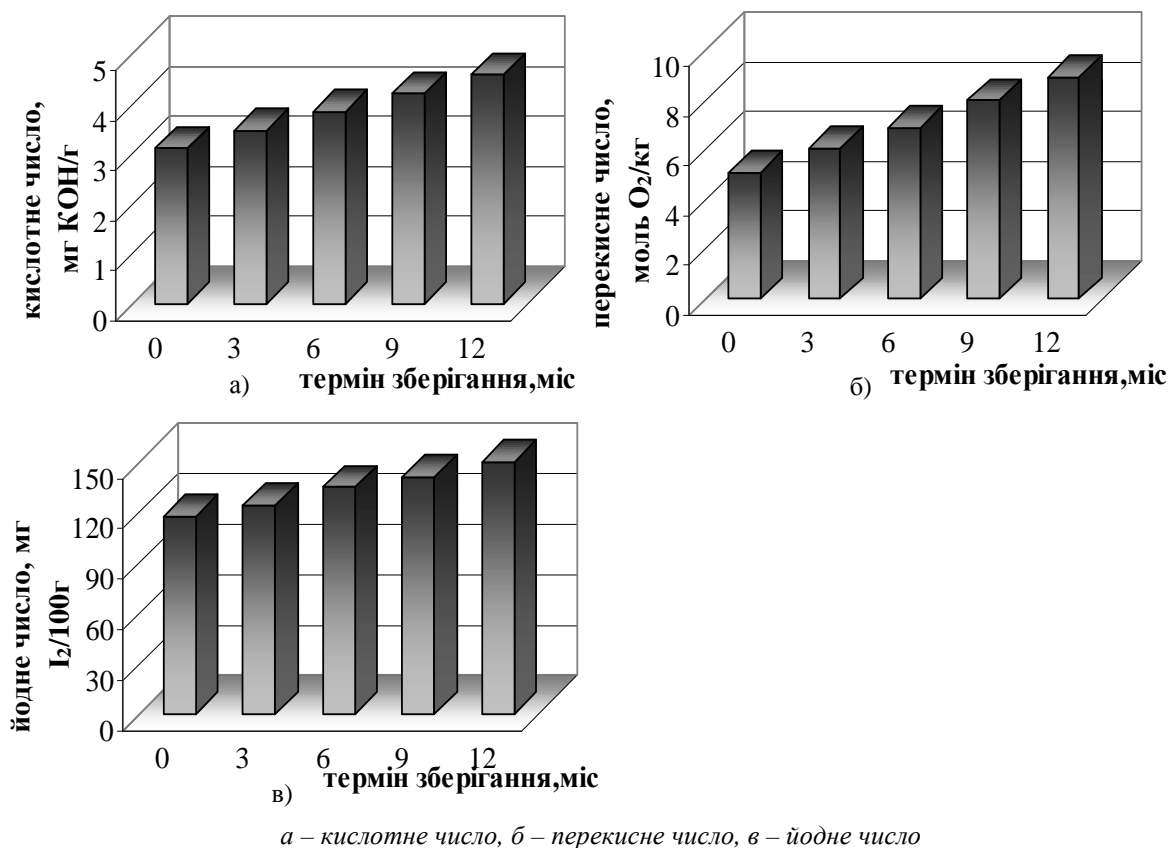 кислотне число,
мг КОН/г
5
4
3
2
1
0
0 3 6 9 12
термін зберігання,міс
а)
перекисне число,
моль О₂/кг
10
8
6
4
2
0
0 3 6 9 12
термін зберігання,міс
б)
йодне число, мг
I₂/100г
150
120
90
60
30
0
0 3 6 9 12
термін зберігання,міс
в)
а – кислотне число, б – перекисне число, в – йодне число